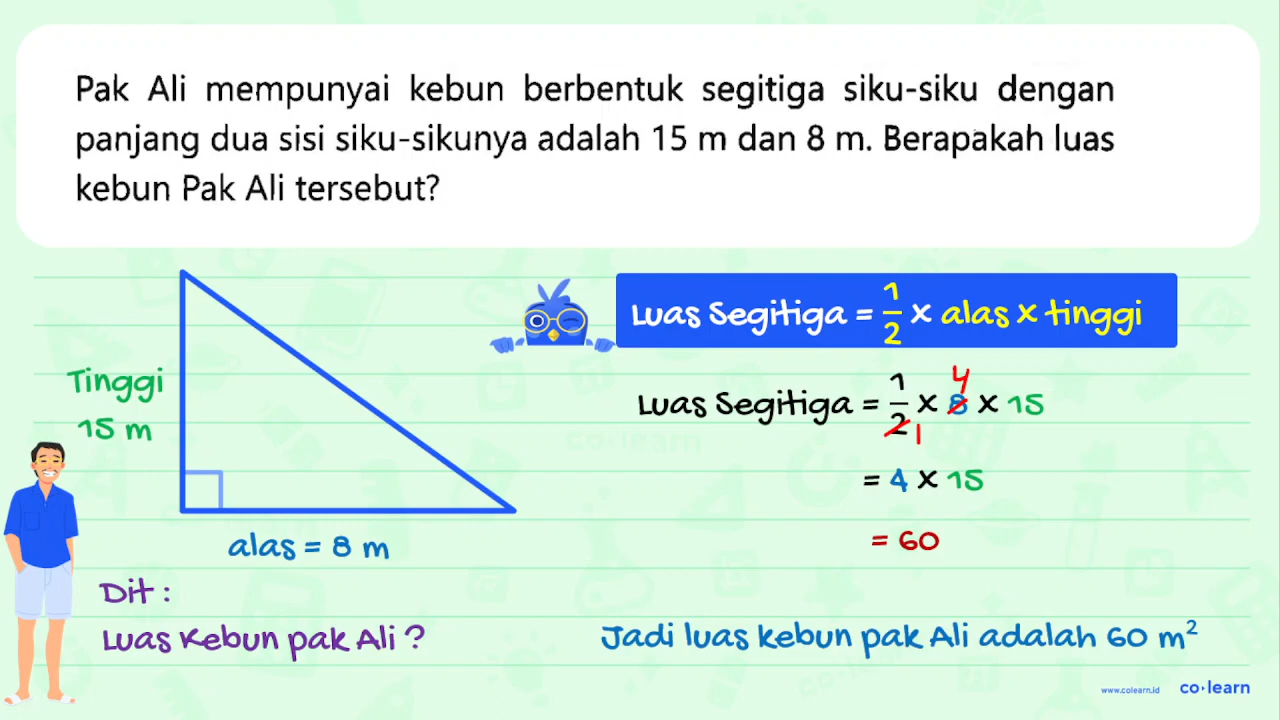 Pak Ali mempunyai kebun berbentuk segitiga siku-siku dengan
panjang dua sisi siku-sikunya adalah 15 m dan 8 m. Berapakah luas
kebun Pak Ali tersebut?
Luas Segitiga = 1/2 x alas x tinggi
Tinggi
15 m
4
Luas Segitiga = 1/2 x 8 x 15
1
= 4 x 15
= 60
alas = 8 m
Dit :
Luas Kebun pak Ali ?
Jadi luas kebun pak Ali adalah 60 m²
co·learn
www.colearn.id
co·learn